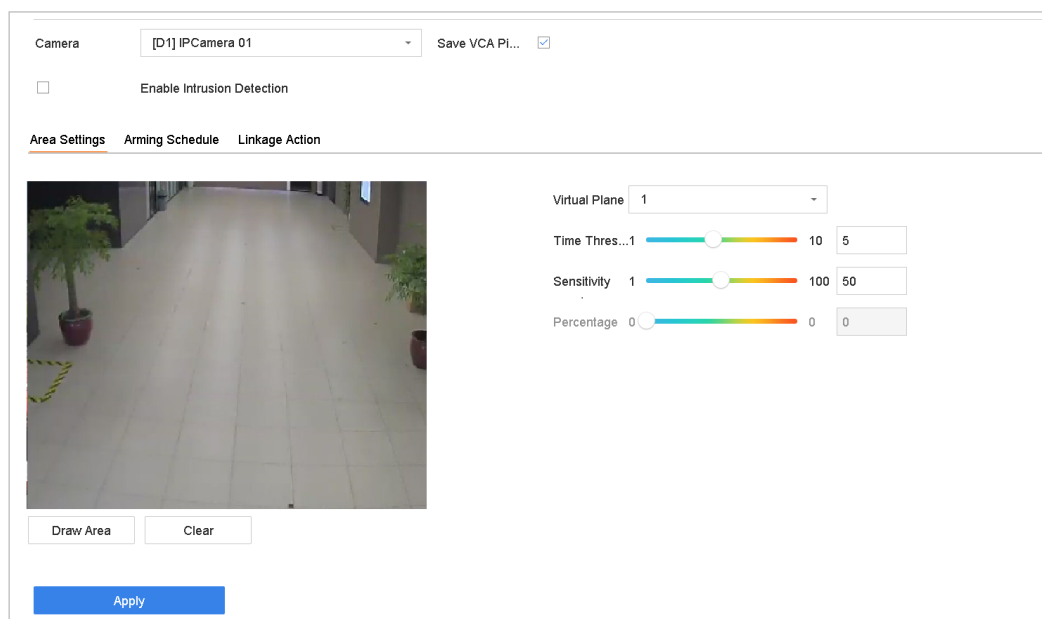 Camera [D1] IPCamera 01 Save VCA Pi...
Enable Intrusion Detection
Area Settings Arming Schedule Linkage Action
Virtual Plane 1
Time Thres...1 10 5
Sensitivity 1 100 50
Percentage 0 0 0
Draw Area Clear
Apply